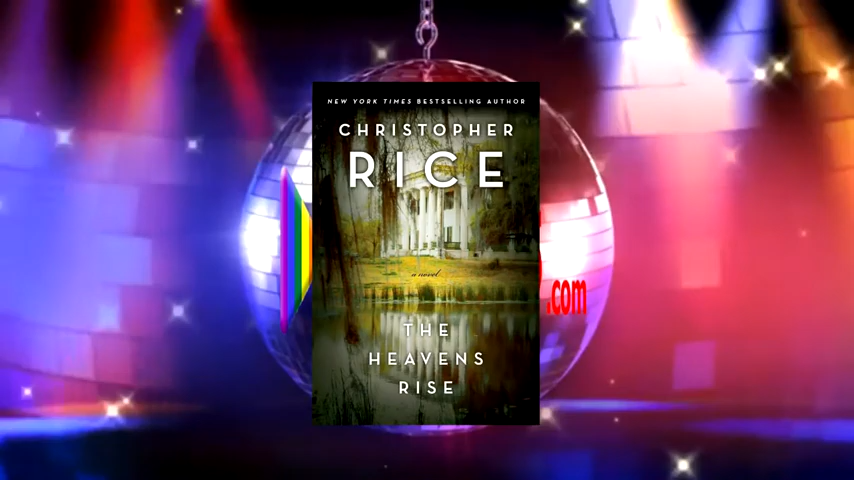 NEW YORK TIMES BESTSELLING AUTHOR
CHRISTOPHER
RICE
a novel
THE
HEAVENS
RISE
.com